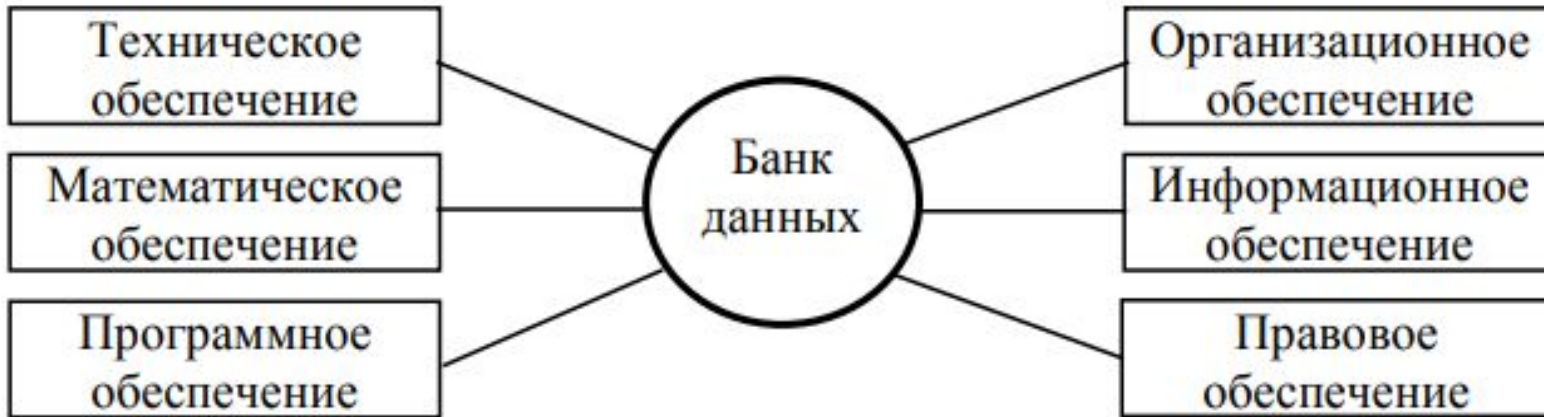 Техническое
обеспечение
Математическое
обеспечение
Программное
обеспечение
Банк
данных
Организационное
обеспечение
Информационное
обеспечение
Правовое
обеспечение